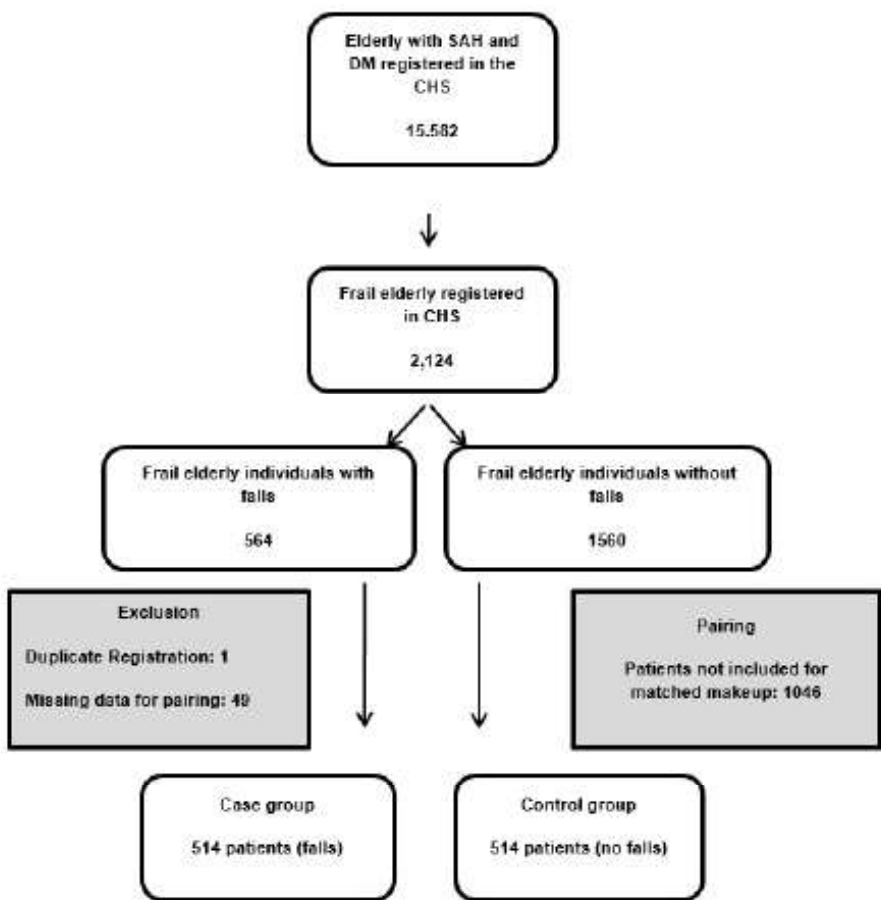 Elderly with SAH and
DM registered in the
CHS
15.582
Frail elderly registered
in CHS
2,124
Frail elderly individuals with
falls
564
Frail elderly individuals without
falls
1560
Exclusion
Duplicate Registration: 1
Missing data for pairing: 49
Pairing
Patients not included for
matched makeup: 1046
Case group
514 patients (falls)
Control group
514 patients (no falls)